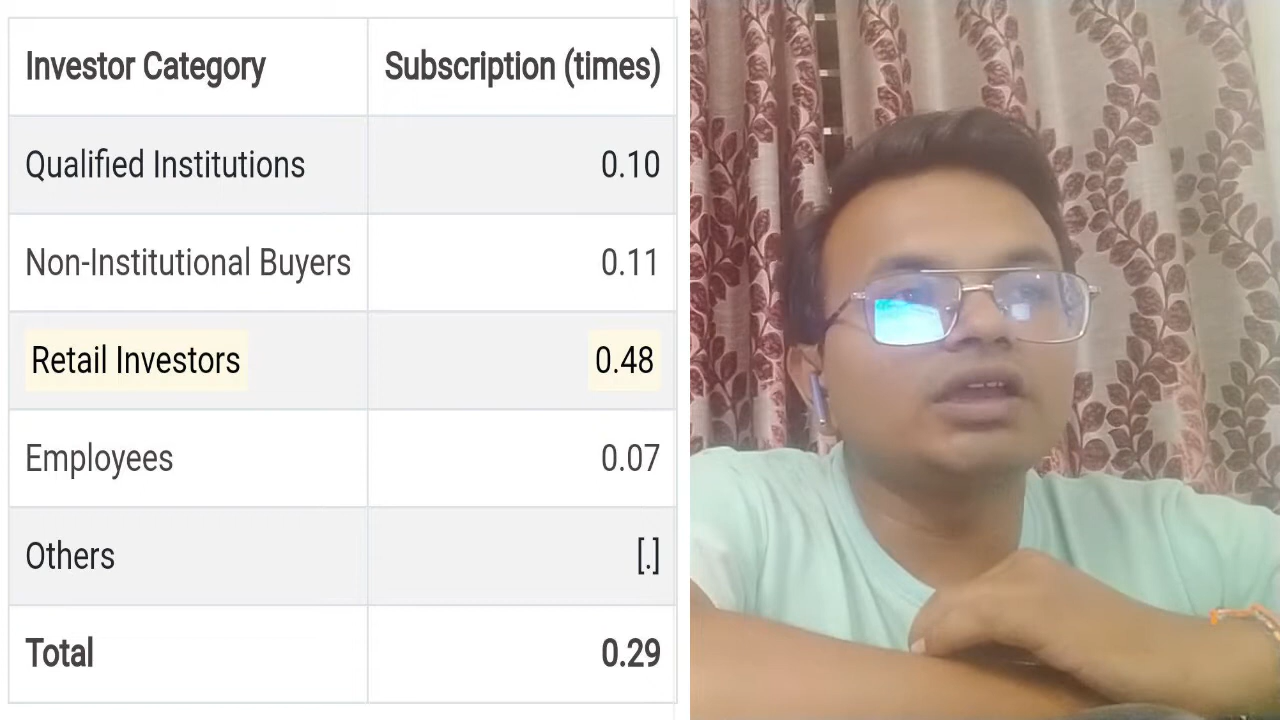 Investor Category Subscription (times)
Qualified Institutions 0.10
Non-Institutional Buyers 0.11
Retail Investors 0.48
Employees 0.07
Others [.]
Total 0.29